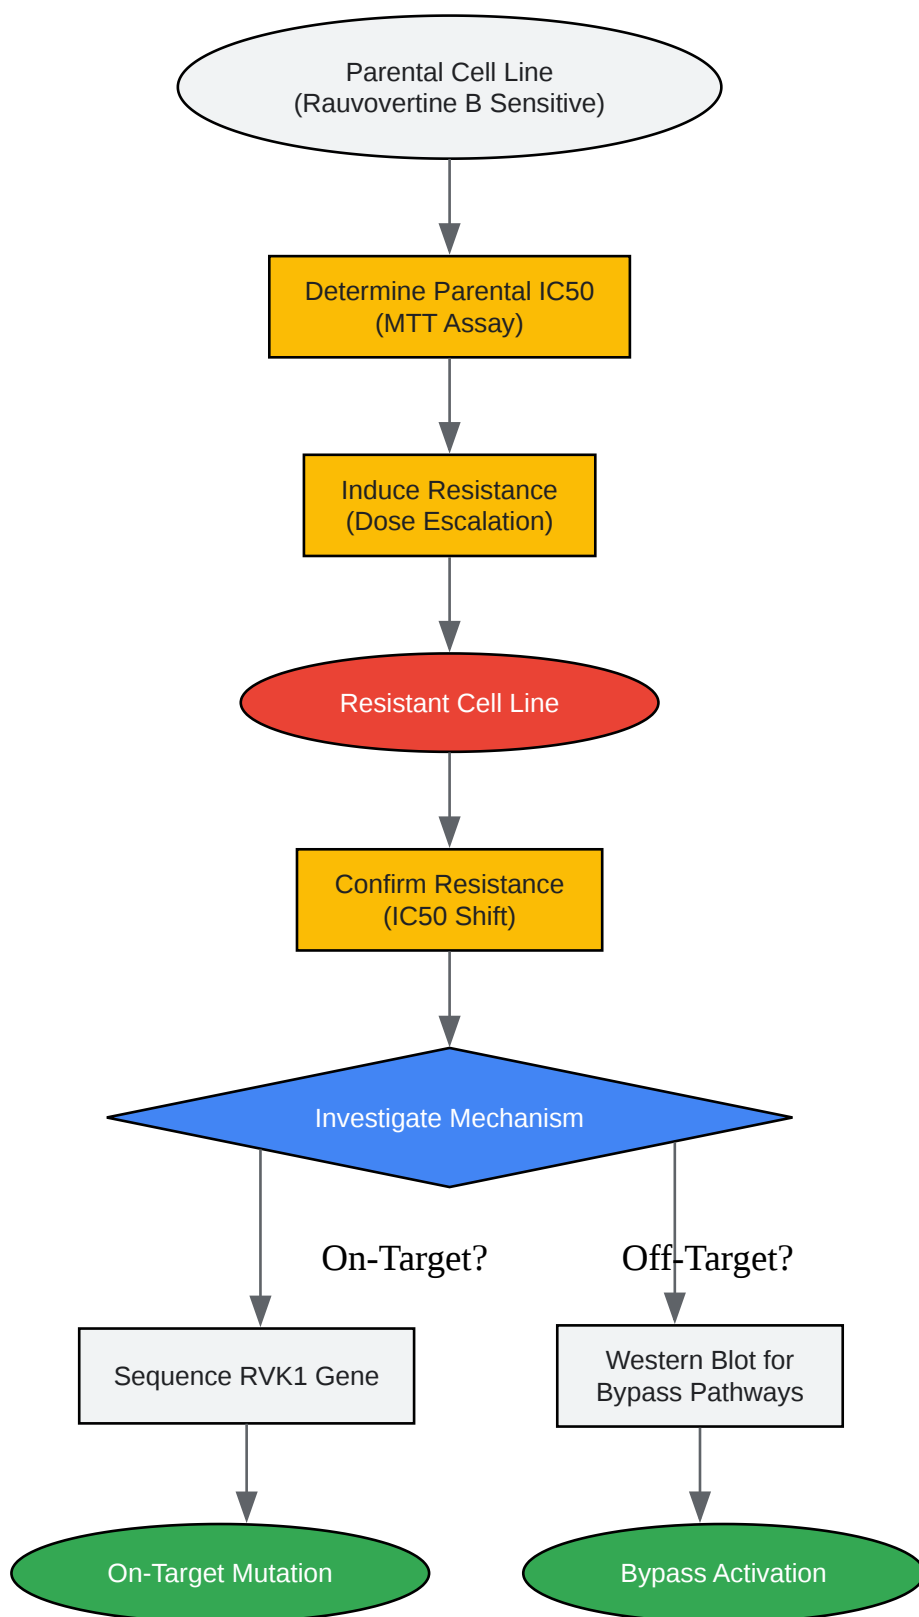 Parental Cell Line
(Rauvovertine B Sensitive)
Determine Parental IC50
(MTT Assay)
Induce Resistance
(Dose Escalation)
Resistant Cell Line
Confirm Resistance
(IC50 Shift)
Investigate Mechanism
On-Target?
Off-Target?
Sequence RVK1 Gene
Western Blot for
Bypass Pathways
On-Target Mutation
Bypass Activation